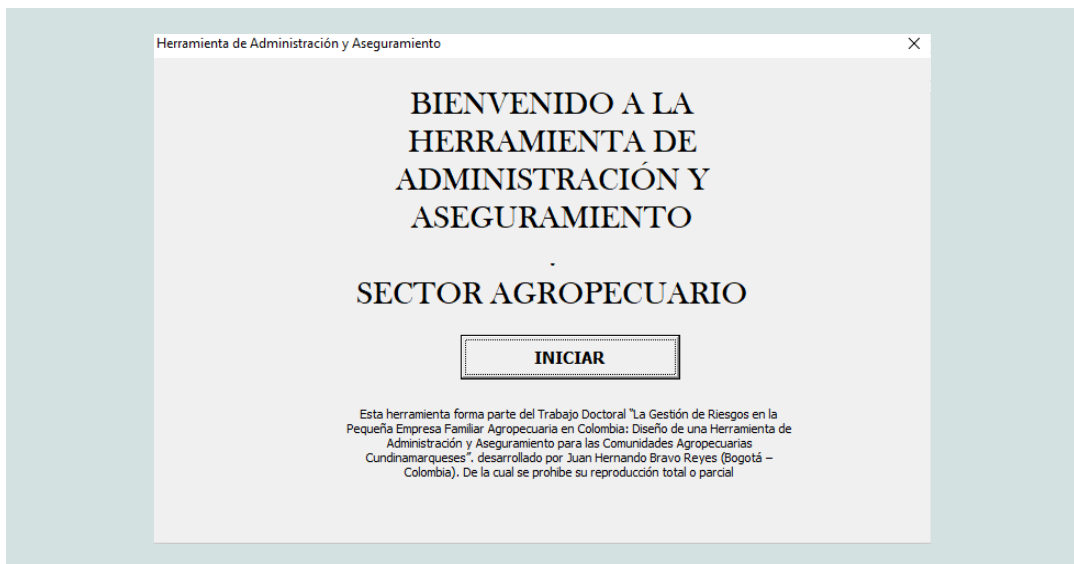 Herramienta de Administración y Aseguramiento
BIENVENIDO A LA
HERRAMIENTA DE
ADMINISTRACIÓN Y
ASEGURAMIENTO
.
SECTOR AGROPECUARIO
INICIAR
Esta herramienta forma parte del Trabajo Doctoral "La Gestión de Riesgos en la
Pequeña Empresa Familiar Agropecuaria en Colombia: Diseño de una Herramienta de
Administración y Aseguramiento para las Comunidades Agropecuarias
Cundinamarqueses". desarrollado por Juan Hernando Bravo Reyes (Bogotá –
Colombia). De la cual se prohibe su reproducción total o parcial